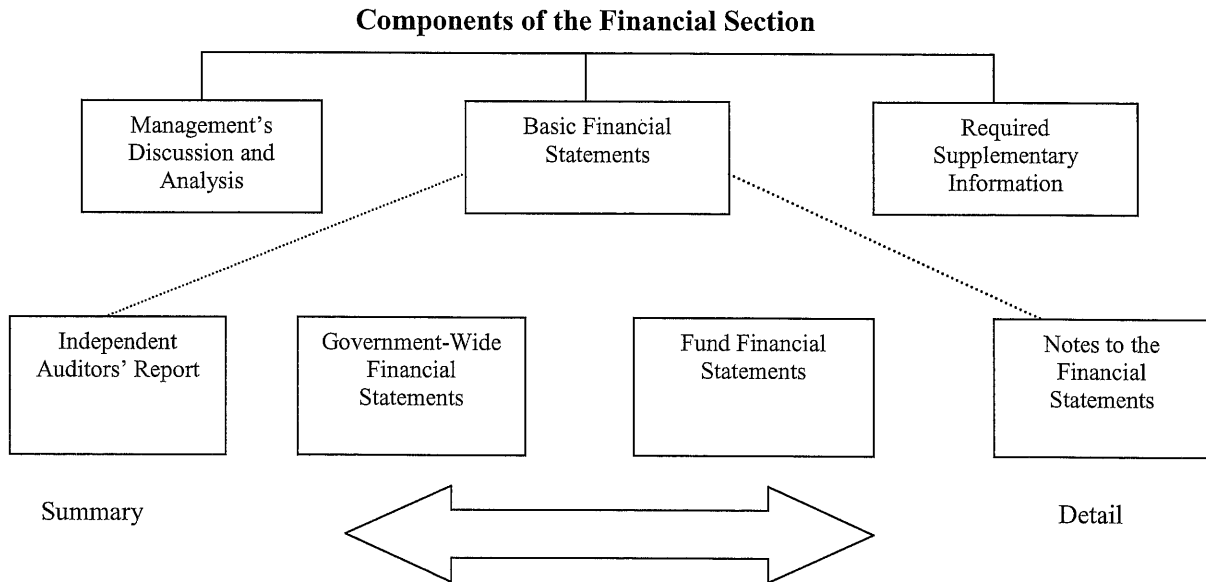 Components of the Financial Section
Management's
Discussion and
Analysis
Basic Financial
Statements
Required
Supplementary
Information
Independent
Auditors' Report
Government-Wide
Financial
Statements
Fund Financial
Statements
Notes to the
Financial
Statements
Summary
Detail